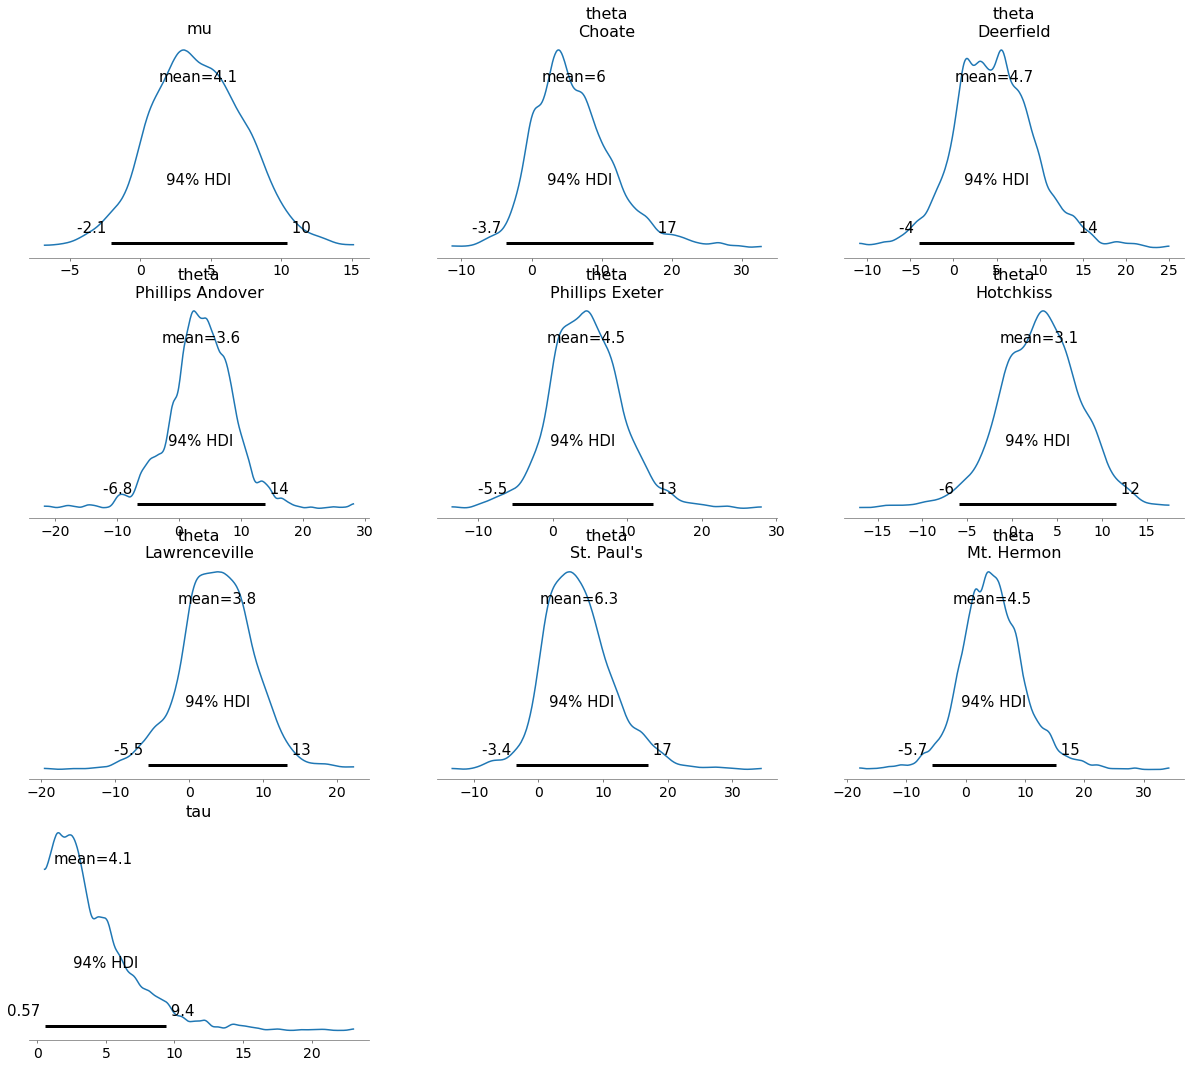 mu
mean=4.1
94% HDI
-2.1 10
−5 0 5 10 15
theta
Choate
mean=6
94% HDI
-3.7 17
−10 0 10 20 30
theta
Deerfield
mean=4.7
94% HDI
-4 14
−10 −5 0 5 10 15 20 25
theta
Phillips Andover
mean=3.6
94% HDI
-6.8 14
−20 −10 0 10 20 30
theta
Phillips Exeter
mean=4.5
94% HDI
-5.5 13
−10 0 10 20 30
theta
Hotchkiss
mean=3.1
94% HDI
-6 12
−15 −10 −5 0 5 10 15
theta
Lawrenceville
mean=3.8
94% HDI
-5.5 13
−20 −10 0 10 20
theta
St. Paul's
mean=6.3
94% HDI
-3.4 17
−10 0 10 20 30
theta
Mt. Hermon
mean=4.5
94% HDI
-5.7 15
−20 −10 0 10 20 30
tau
mean=4.1
94% HDI
0.57 9.4
0 5 10 15 20